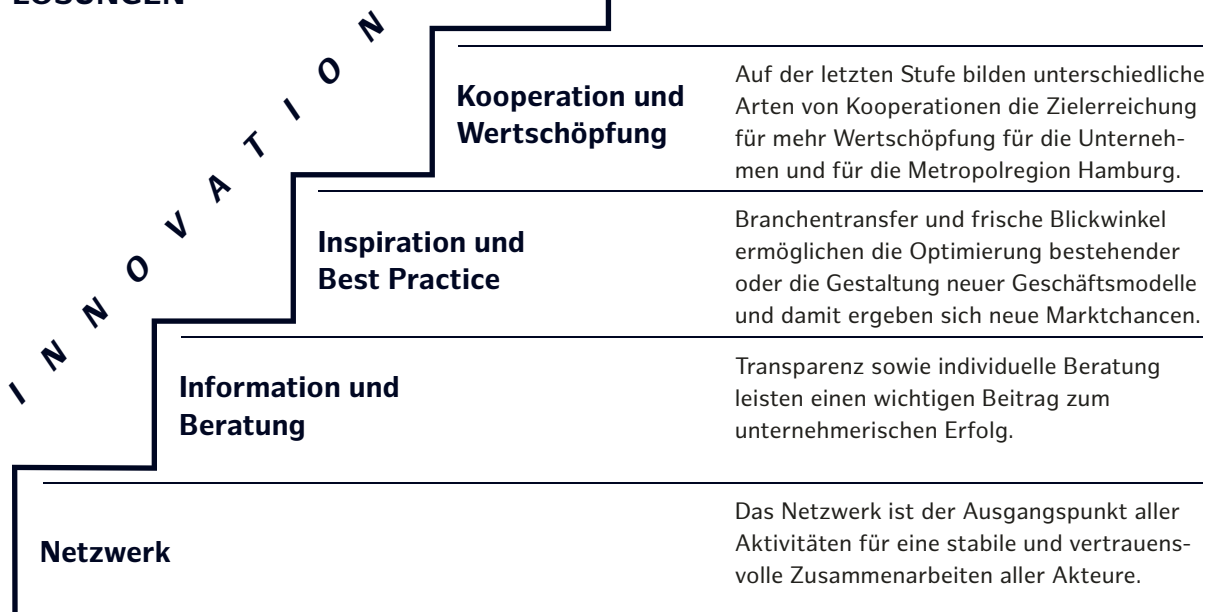 LÖSUNGEN
INNOVATION
Kooperation und
Wertschöpfung
Auf der letzten Stufe bilden unterschiedliche
Arten von Kooperationen die Zielerreichung
für mehr Wertschöpfung für die Unterneh-
men und für die Metropolregion Hamburg.
Inspiration und
Best Practice
Branchentransfer und frische Blickwinkel
ermöglichen die Optimierung bestehender
oder die Gestaltung neuer Geschäftsmodelle
und damit ergeben sich neue Marktchancen.
Information und
Beratung
Transparenz sowie individuelle Beratung
leisten einen wichtigen Beitrag zum
unternehmerischen Erfolg.
Netzwerk
Das Netzwerk ist der Ausgangspunkt aller
Aktivitäten für eine stabile und vertrauens-
volle Zusammenarbeiten aller Akteure.